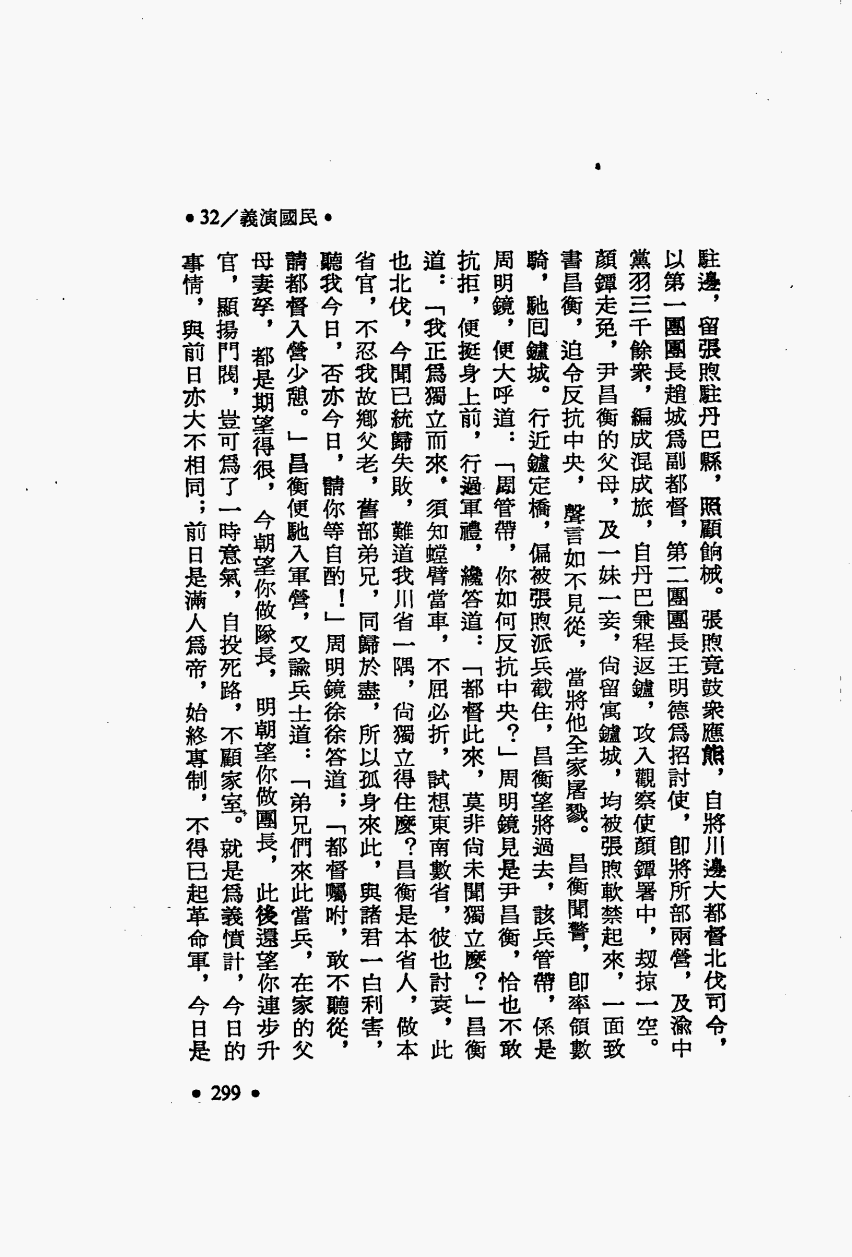 •32／義演國民•
駐邊，留張煦駐丹巴縣，照顧餉械。張煦竟鼓衆應熊，自將川邊大都督北伐司令，
以第一團團長趙城爲副都督，第二團團長王明德爲招討使，卽將所部兩營，及渝中
黨羽三千餘衆，編成混成旅，自丹巴兼程返鑪，攻入觀察使顏鐔署中，刼掠一空。
顏鐔走免，尹昌衡的父母，及一妹一妾，尙留寓鑪城，均被張煦軟禁起來，一面致
書昌衡，迫令反抗中央，聲言如不見從，當將他全家屠戮。昌衡聞警，卽率領數
騎，馳囘鑪城。行近鑪定橋，偏被張煦派兵截住，昌衡望將過去，該兵管帶，係是
周明鏡，便大呼道：「周管帶，你如何反抗中央？」周明鏡見是尹昌衡，恰也不敢
抗拒，便挺身上前，行過軍禮，纔答道：「都督此來，莫非尙未聞獨立麼？」昌衡
道：「我正爲獨立而來，須知螳臂當車，不屈必折，試想東南數省，彼也討袁，此
也北伐，今聞已統歸失敗，難道我川省一隅，尙獨立得住麼？昌衡是本省人，做本
省官，不忍我故鄉父老，舊部弟兄，同歸於盡，所以孤身來此，與諸君一白利害，
聽我今日，否亦今日，請你等自酌！」周明鏡徐徐答道；「都督囑咐，敢不聽從，
請都督入營少憩。」昌衡便馳入軍營，又諭兵士道：「弟兄們來此當兵，在家的父
母妻孥，都是期望得很，今朝望你做隊長，明朝望你做團長，此後還望你連步升
官，顯揚門閥，豈可爲了一時意氣，自投死路，不顧家室。就是爲義憤計，今日的
事情，與前日亦大不相同；前日是滿人爲帝，始終專制，不得已起革命軍，今日是
•299•